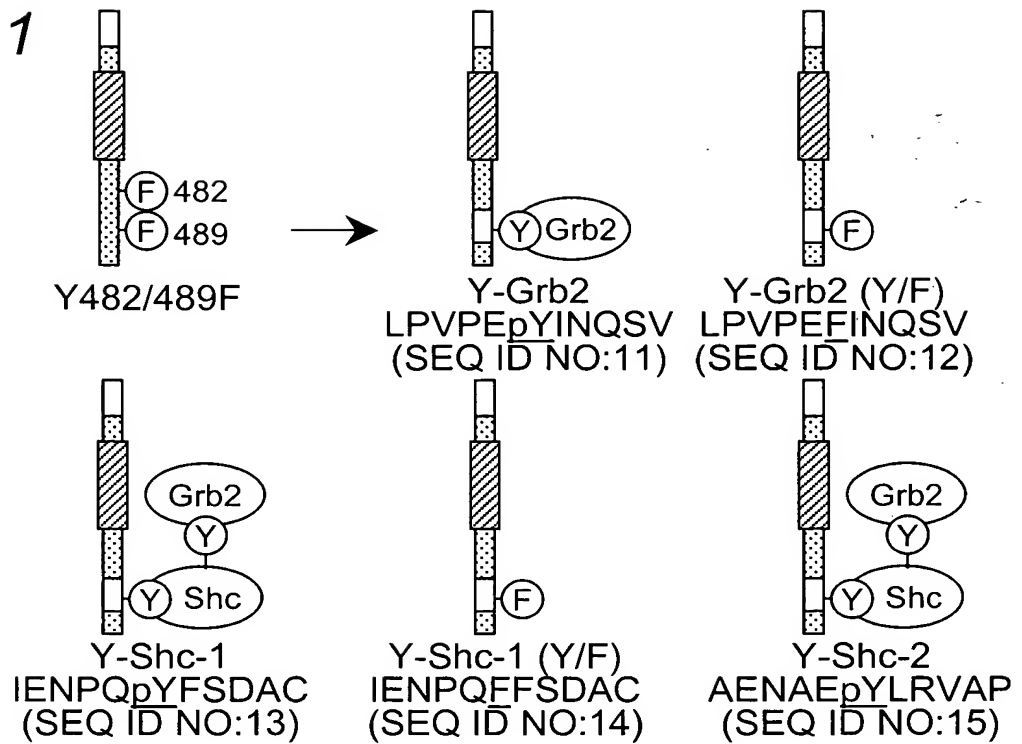 1
F 482
F 489
Y482/489F
Y Grb2
Y-Grb2
LPVPEpYINQSV
(SEQ ID NO:11)
F
Y-Grb2 (Y/F)
LPVPEFINQSV
(SEQ ID NO:12)
Grb2
Y
Y Shc
Y-Shc-1
IENPQpYFSDAC
(SEQ ID NO:13)
F
Y-Shc-1 (Y/F)
IENPQFFSDAC
(SEQ ID NO:14)
Grb2
Y
Y Shc
Y-Shc-2
AENAEpYLRVAP
(SEQ ID NO:15)